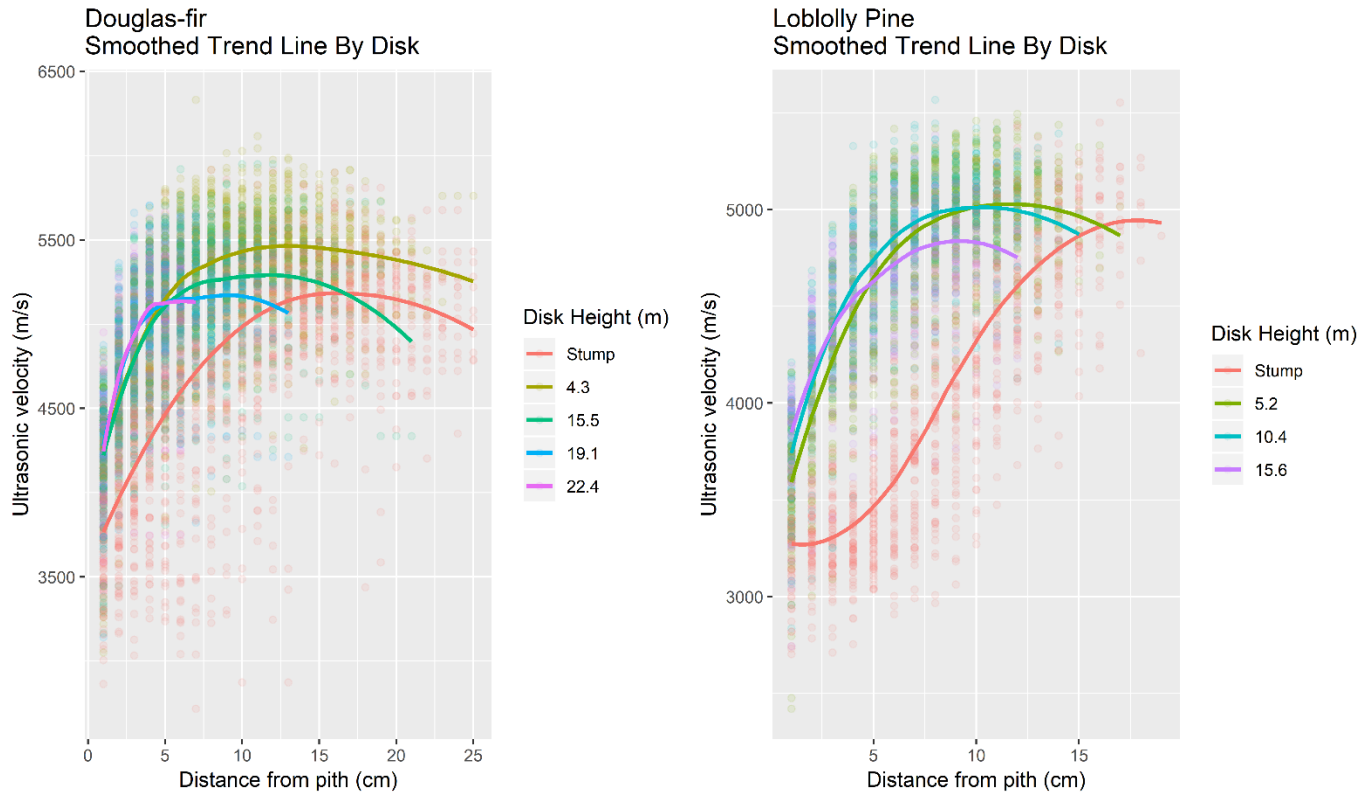 Douglas-fir
Smoothed Trend Line By Disk
6500
5500
4500
3500
0
5
10
15
20
25
Ultrasonic velocity (m/s)
Distance from pith (cm)
Disk Height (m)
Stump
4.3
15.5
19.1
22.4
Loblolly Pine
Smoothed Trend Line By Disk
5000
4000
3000
5
10
15
Ultrasonic velocity (m/s)
Distance from pith (cm)
Disk Height (m)
Stump
5.2
10.4
15.6